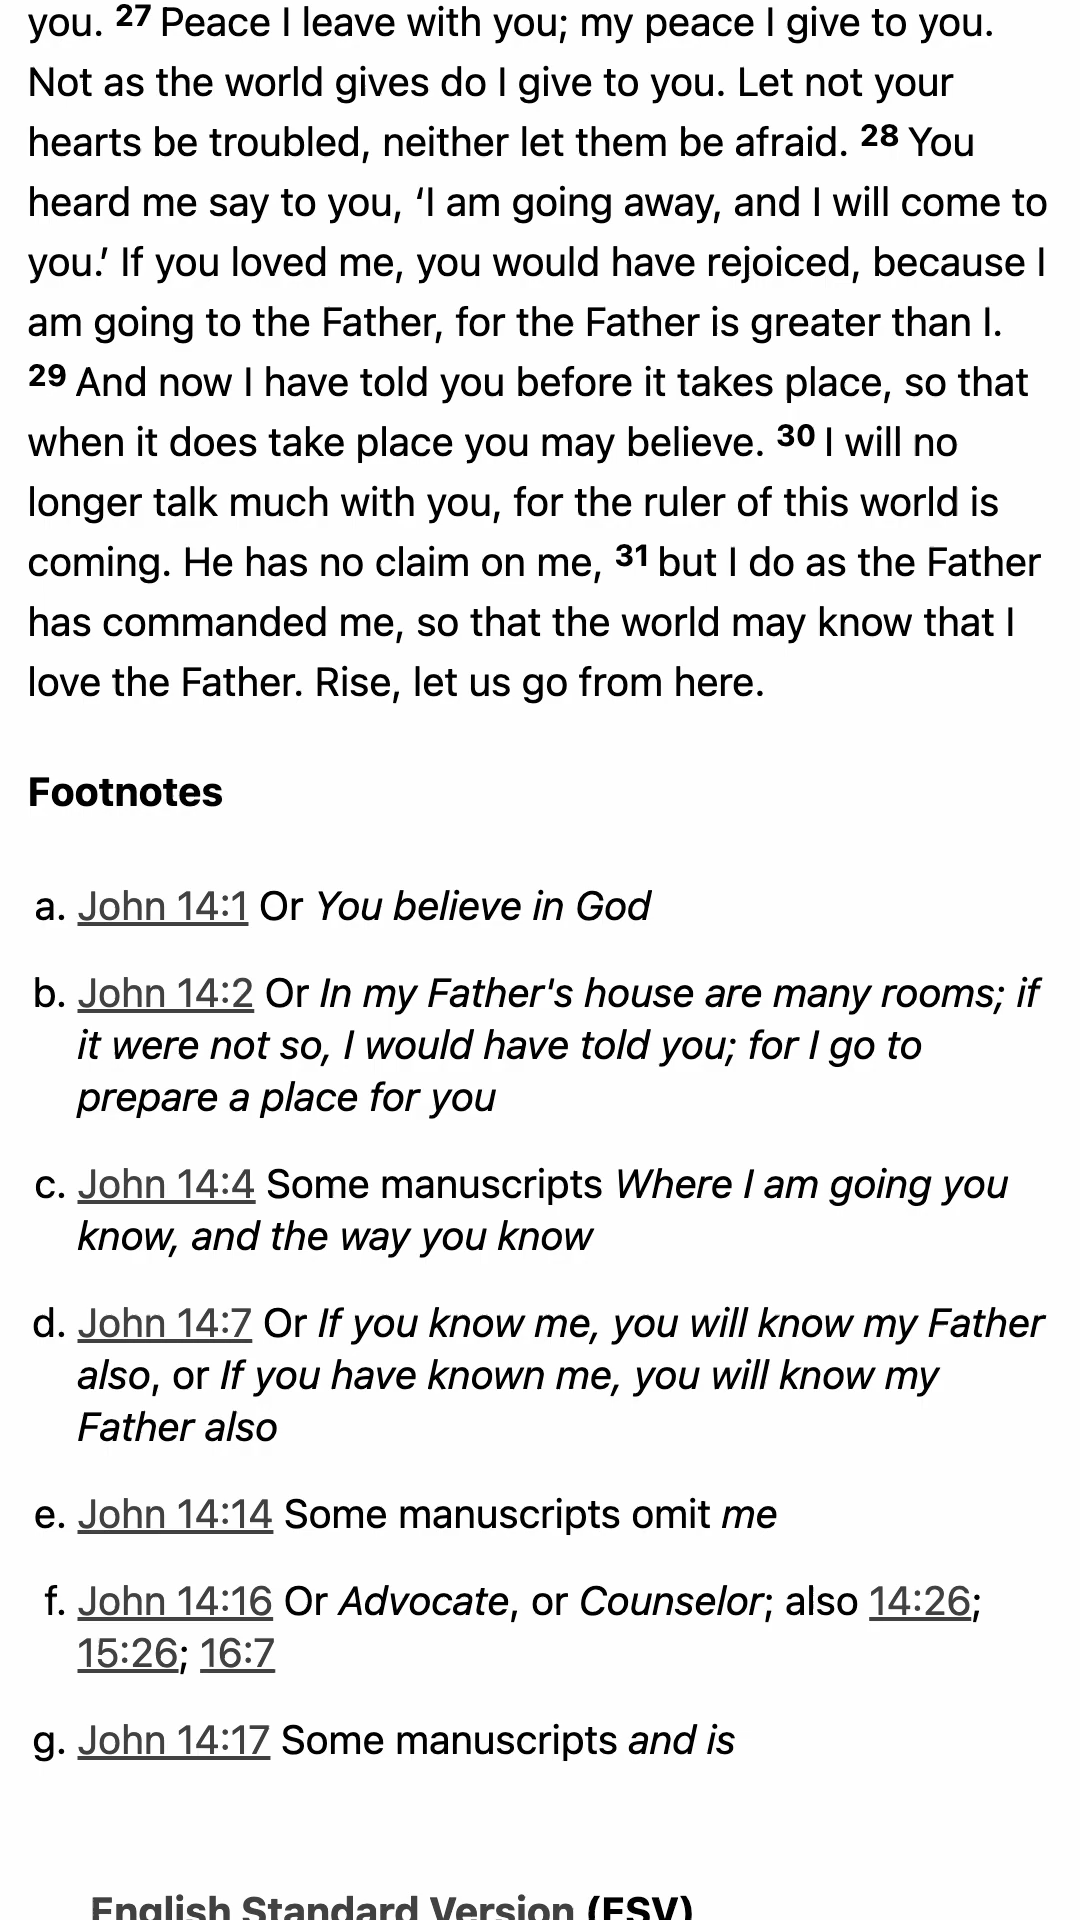 you. 27 Peace I leave with you; my peace I give to you.
Not as the world gives do I give to you. Let not your
hearts be troubled, neither let them be afraid. 28 You
heard me say to you, ‘I am going away, and I will come to
you.’ If you loved me, you would have rejoiced, because I
am going to the Father, for the Father is greater than I.
29 And now I have told you before it takes place, so that
when it does take place you may believe. 30 I will no
longer talk much with you, for the ruler of this world is
coming. He has no claim on me, 31 but I do as the Father
has commanded me, so that the world may know that I
love the Father. Rise, let us go from here.
Footnotes
a. John 14:1 Or You believe in God
b. John 14:2 Or In my Father's house are many rooms; if
it were not so, I would have told you; for I go to
prepare a place for you
c. John 14:4 Some manuscripts Where I am going you
know, and the way you know
d. John 14:7 Or If you know me, you will know my Father
also, or If you have known me, you will know my
Father also
e. John 14:14 Some manuscripts omit me
f. John 14:16 Or Advocate, or Counselor; also 14:26;
15:26; 16:7
g. John 14:17 Some manuscripts and is
English Standard Version (ESV)